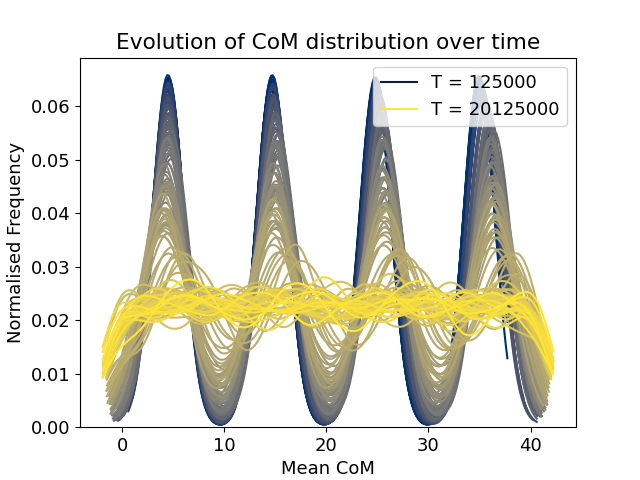 Evolution of CoM distribution over time
T = 125000
T = 20125000
Normalised Frequency
0.06
0.05
0.04
0.03
0.02
0.01
0.00
0 10 20 30 40
Mean CoM